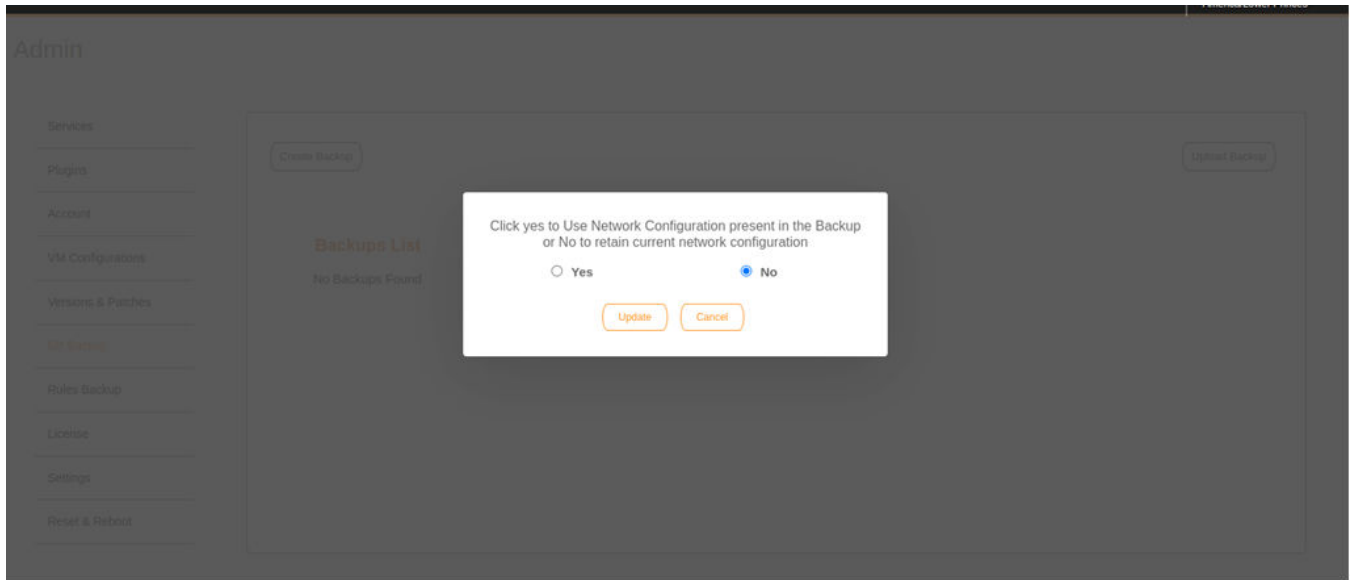 Admin
Services
Plugins
Account
VM Configurations
Versions & Patches
Rules Backup
License
Settings
Reset & Reboot
Create Backup
Upload Backup
Backups List
No Backups Found
Click yes to Use Network Configuration present in the Backup
or No to retain current network configuration
Yes No
Update Cancel